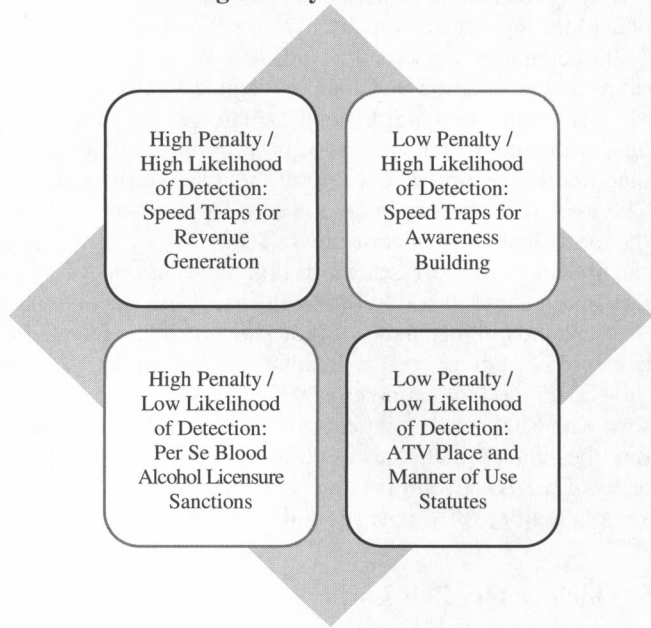 High Penalty /
High Likelihood
of Detection:
Speed Traps for
Revenue
Generation
Low Penalty /
High Likelihood
of Detection:
Speed Traps for
Awareness
Building
High Penalty /
Low Likelihood
of Detection:
Per Se Blood
Alcohol Licensure
Sanctions
Low Penalty /
Low Likelihood
of Detection:
ATV Place and
Manner of Use
Statutes